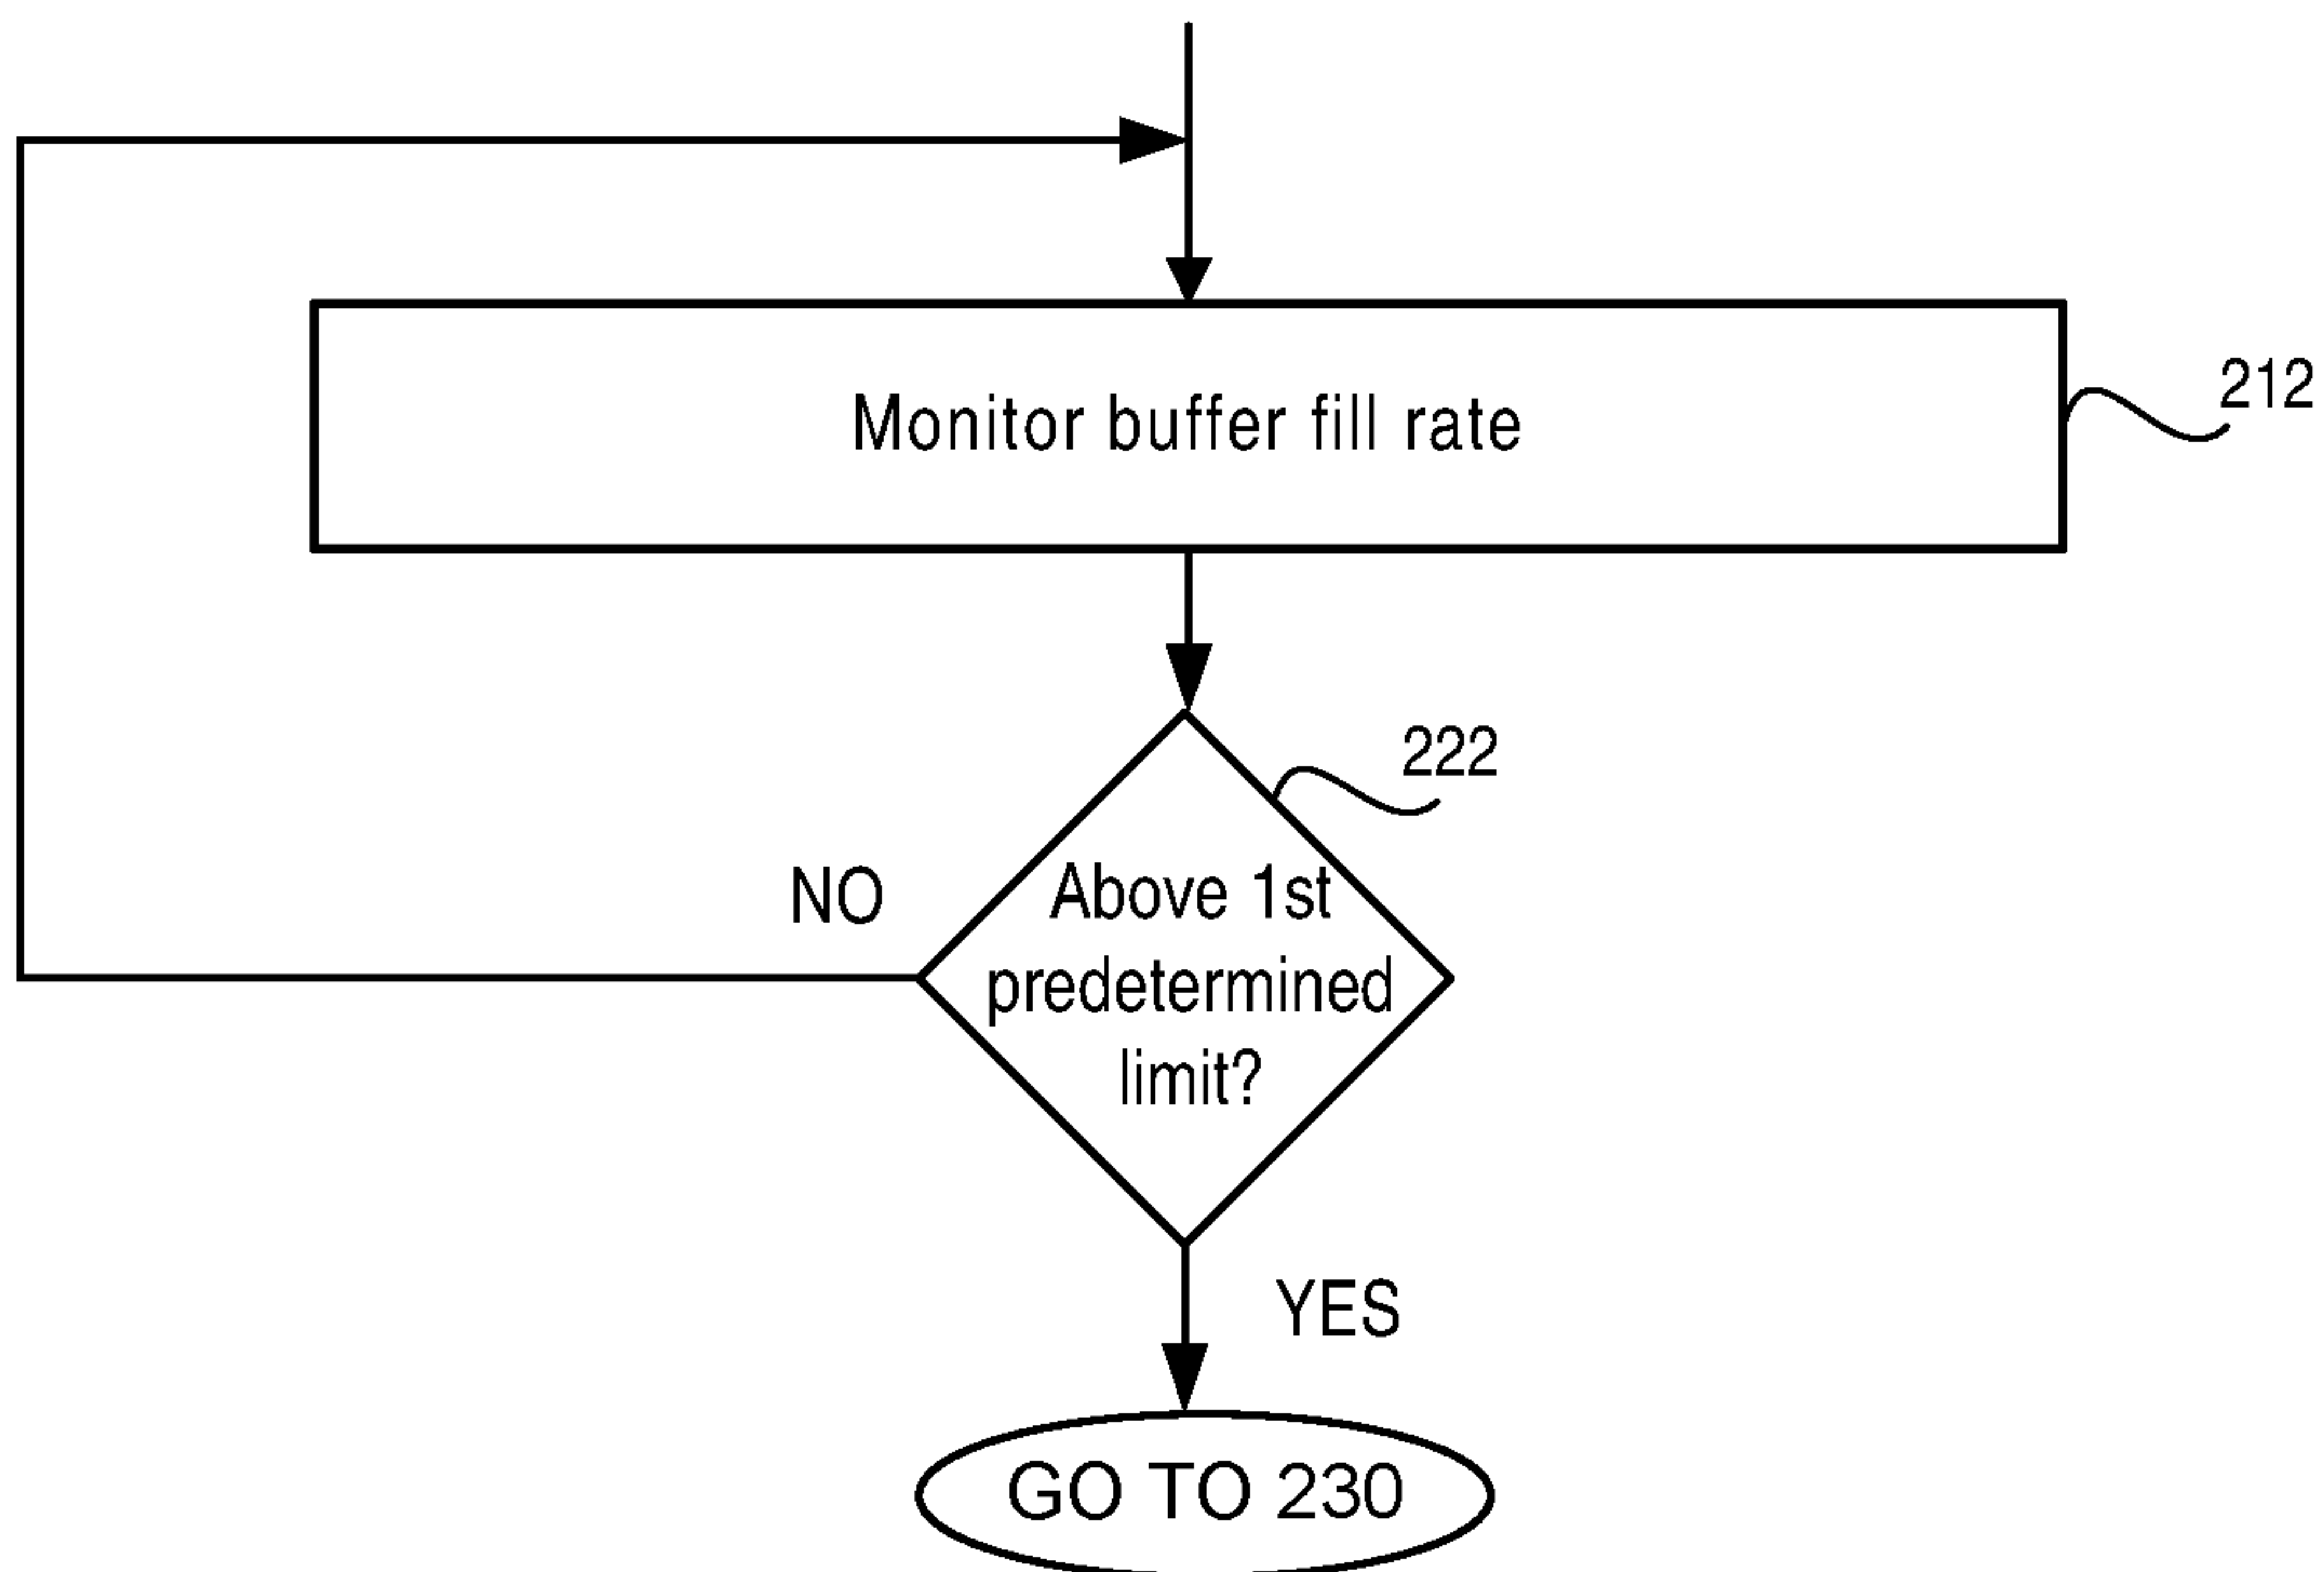 Monitor buffer fill rate
212
222
NO
Above 1st
predetermined
limit?
YES
GO TO 230